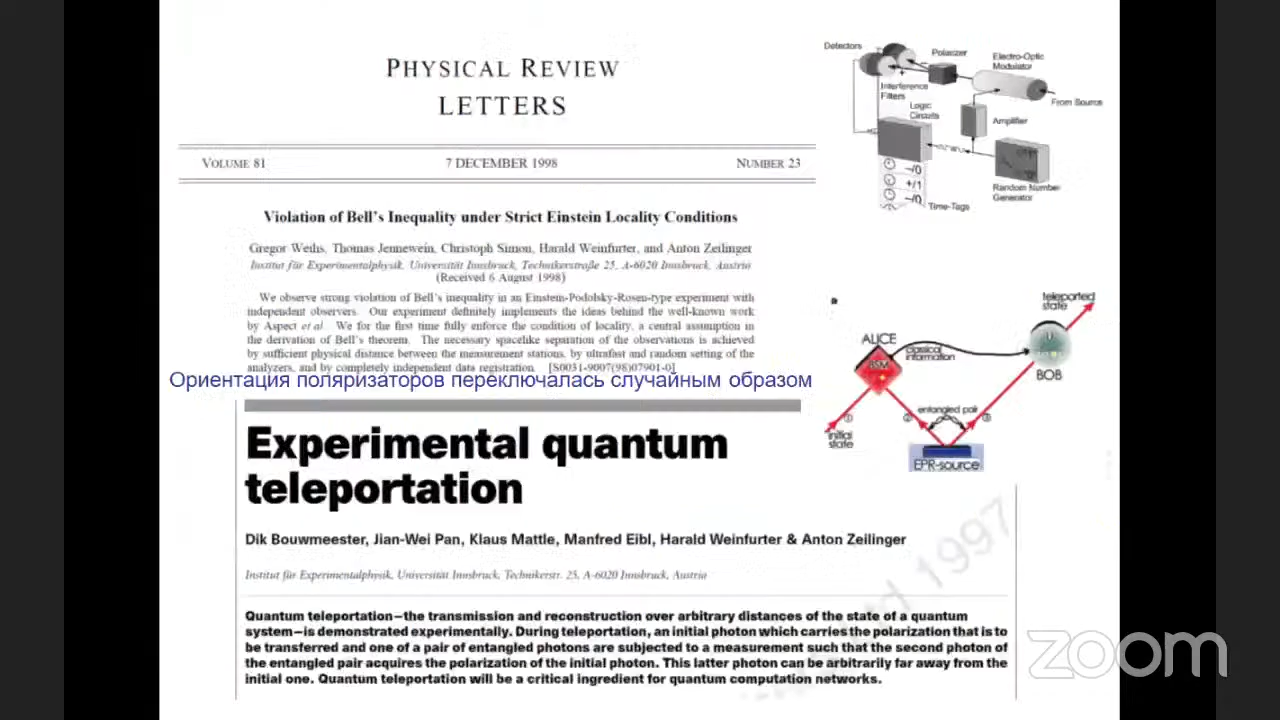 PHYSICAL REVIEW
LETTERS
VOLUME 81 7 DECEMBER 1998 NUMBER 23
Violation of Bell's Inequality under Strict Einstein Locality Conditions
Gregor Weihs, Thomas Jennewein, Christoph Simon, Harald Weinfurter, and Anton Zeilinger
Institut für Experimentalphysik, Universität Innsbruck, Technikerstraße 25, A-6020 Innsbruck, Austria
(Received 6 August 1998)
We observe strong violation of Bell's inequality in an Einstein-Podolsky-Rosen-type experiment with
independent observers. Our experiment definitely implements the ideas behind the well-known work
by Aspect et al. We for the first time fully enforce the condition of locality, a central assumption in
the derivation of Bell's theorem. The necessary spacelike separation of the observations is achieved
by sufficient physical distance between the measurement stations, by ultrafast and random setting of the
analyzers, and by completely independent data registration. [S0031-9007(98)07901-0]
Ориентация поляризаторов переключалась случайным образом
Detectors
Polarizer
Electro-Optic
Modulator
From Source
Interference
Filters
Logic
Circuits
Amplifier
−/0
+/1
−/0
Random Number
Generator
Time-Tags
a
teleported
state
ALICE
classical
information
BSM
U
BOB
entangled pair
① ② ③
initial
state
EPR-source
Experimental quantum
teleportation
Dik Bouwmeester, Jian-Wei Pan, Klaus Mattle, Manfred Eibl, Harald Weinfurter & Anton Zeilinger
Institut für Experimentalphysik, Universität Innsbruck, Technikerstr. 25, A-6020 Innsbruck, Austria
Quantum teleportation—the transmission and reconstruction over arbitrary distances of the state of a quantum
system—is demonstrated experimentally. During teleportation, an initial photon which carries the polarization that is to
be transferred and one of a pair of entangled photons are subjected to a measurement such that the second photon of
the entangled pair acquires the polarization of the initial photon. This latter photon can be arbitrarily far away from the
initial one. Quantum teleportation will be a critical ingredient for quantum computation networks.
1997
zoom